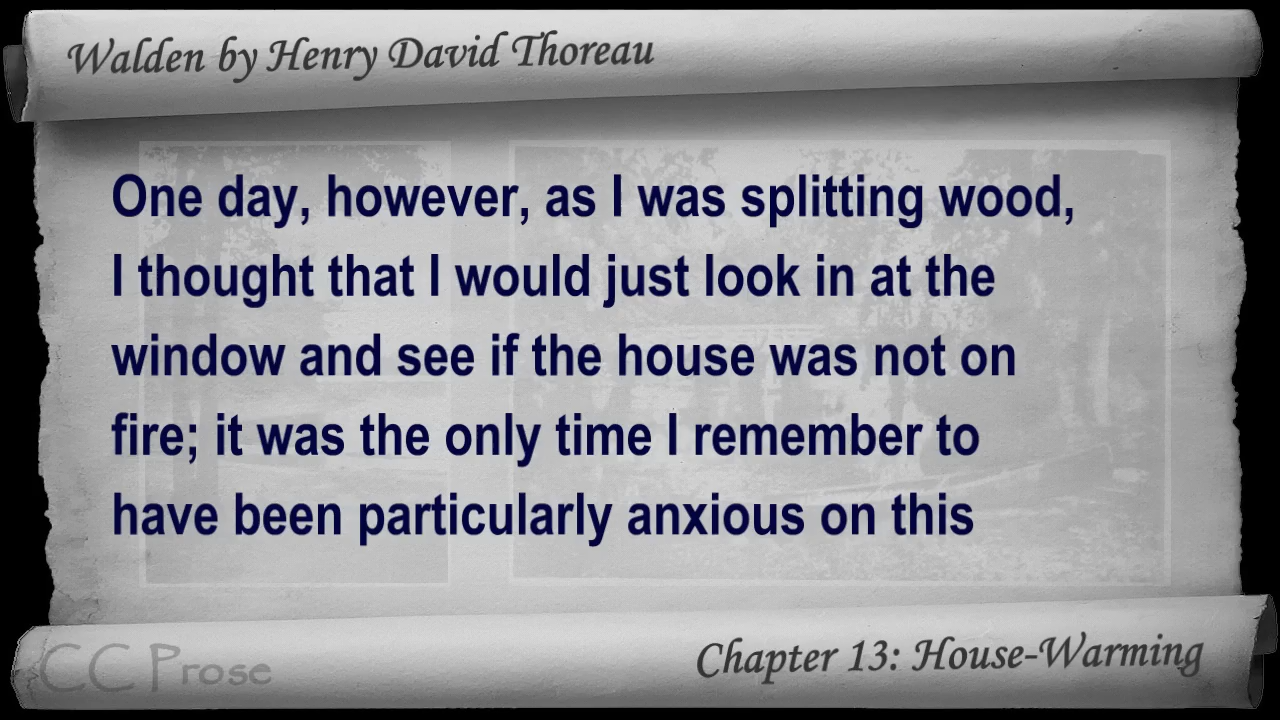 Walden by Henry David Thoreau
One day, however, as I was splitting wood,
I thought that I would just look in at the
window and see if the house was not on
fire; it was the only time I remember to
have been particularly anxious on this
CC Prose
Chapter 13: House-Warming